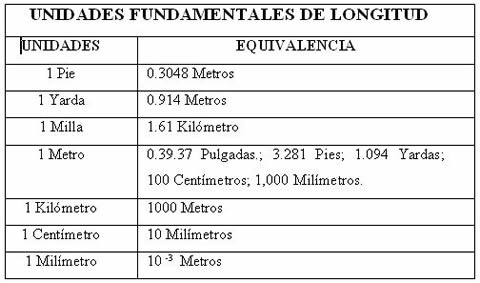 UNIDADES FUNDAMENTALES DE LONGITUD
UNIDADES EQUIVALENCIA
1 Pie 0.3048 Metros
1 Yarda 0.914 Metros
1 Milla 1.61 Kilómetro
1 Metro 0.39.37 Pulgadas.; 3.281 Pies; 1.094 Yardas;
100 Centímetros; 1,000 Milímetros.
1 Kilómetro 1000 Metros
1 Centímetro 10 Milímetros
1 Milímetro 10 -3 Metros